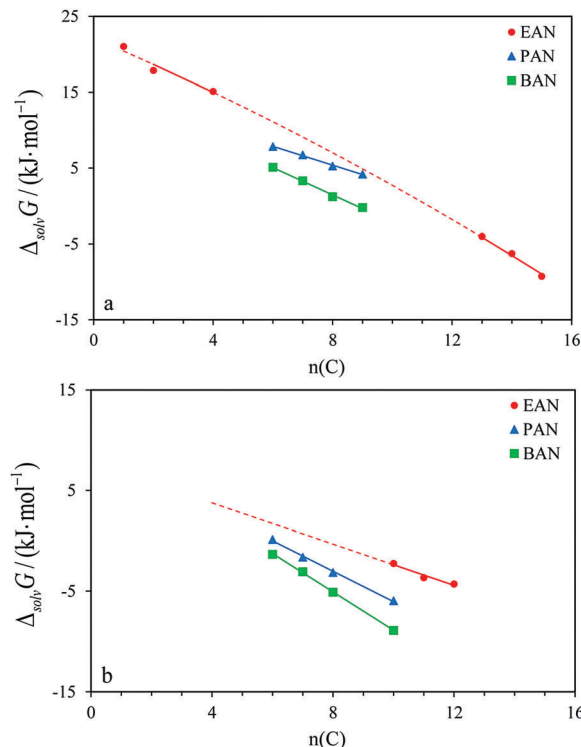 25
15
5
-5
-15
Δsolv G / (kJ·mol⁻¹)
EAN
PAN
BAN
a
0
4
8
12
16
n(C)
15
5
-5
-15
Δsolv G / (kJ·mol⁻¹)
EAN
PAN
BAN
b
0
4
8
12
16
n(C)